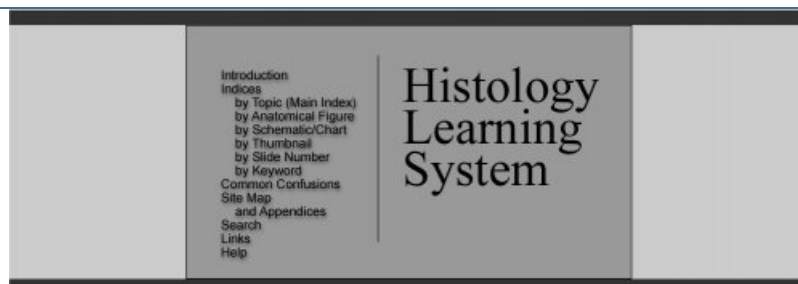 Introduction
Indices
by Topic (Main Index)
by Anatomical Figure
by Schematic/Chart
by Thumbnail
by Slide Number
by Keyword
Common Confusions
Site Map
and Appendices
Search
Links
Help
Histology
Learning
System